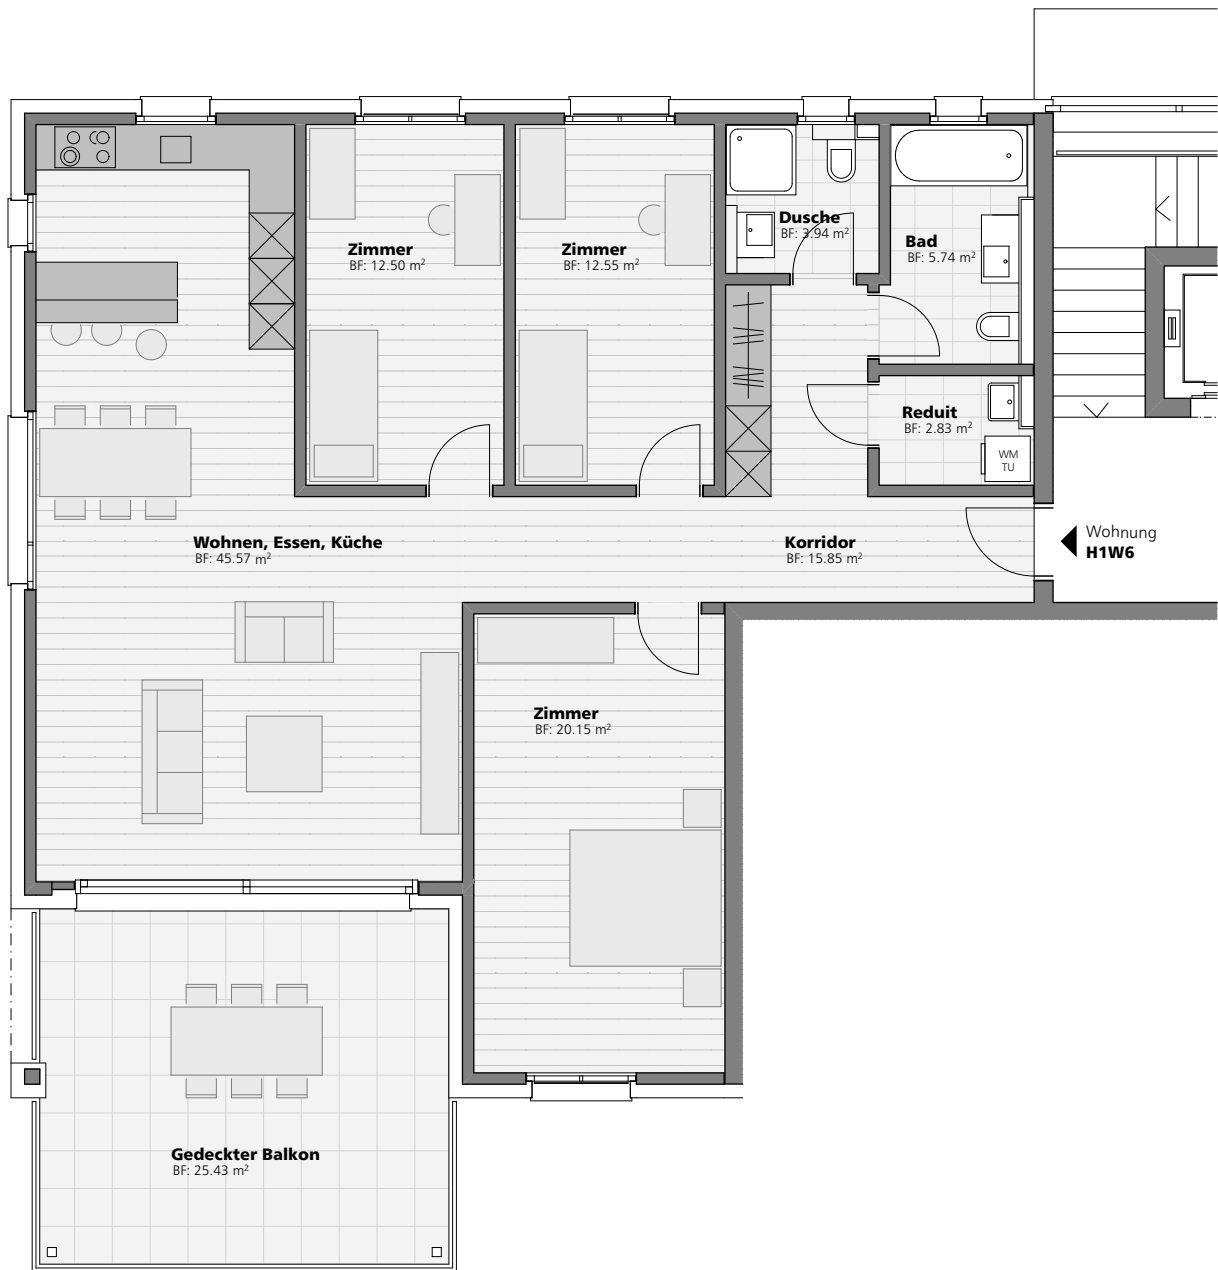 Zimmer
BF: 12.50 m²
Zimmer
BF: 12.55 m²
Dusche
BF: 3.94 m²
Bad
BF: 5.74 m²
Reduit
BF: 2.83 m²
WM
TU
Wohnen, Essen, Küche
BF: 45.57 m²
Korridor
BF: 15.85 m²
Wohnung
H1W6
Zimmer
BF: 20.15 m²
Gedeckter Balkon
BF: 25.43 m²